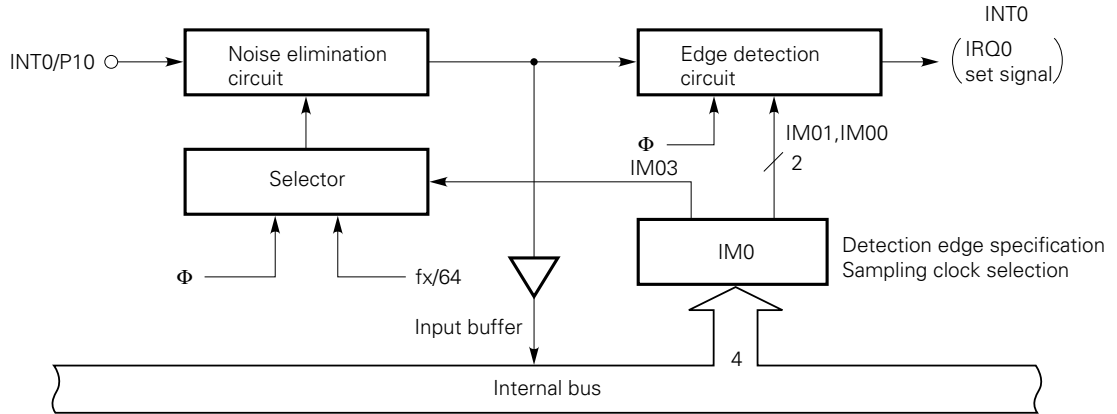 INT0
INT0/P10
Noise elimination
circuit
Edge detection
circuit
IRQ0
set signal
Φ
IM01,IM00
2
IM03
Selector
IM0
Detection edge specification
Sampling clock selection
Φ
fx/64
Input buffer
4
Internal bus